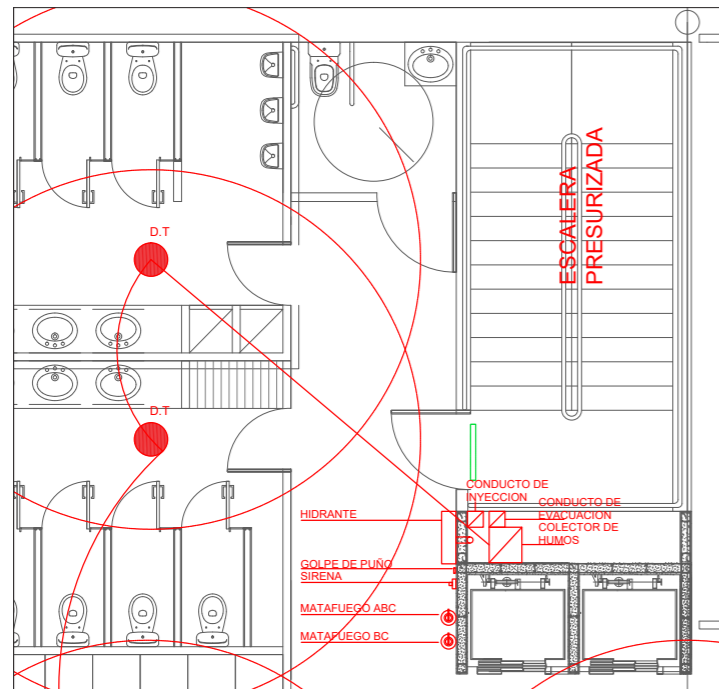 ESCALERA
PRESURIZADA
D.T
D.T
CONDUCTO DE
INYECCION
CONDUCTO DE
EVACUACION
COLECTOR DE
HUMOS
HIDRANTE
GOLPE DE PUÑO
SIRENA
MATAFUEGO ABC
MATAFUEGO BC